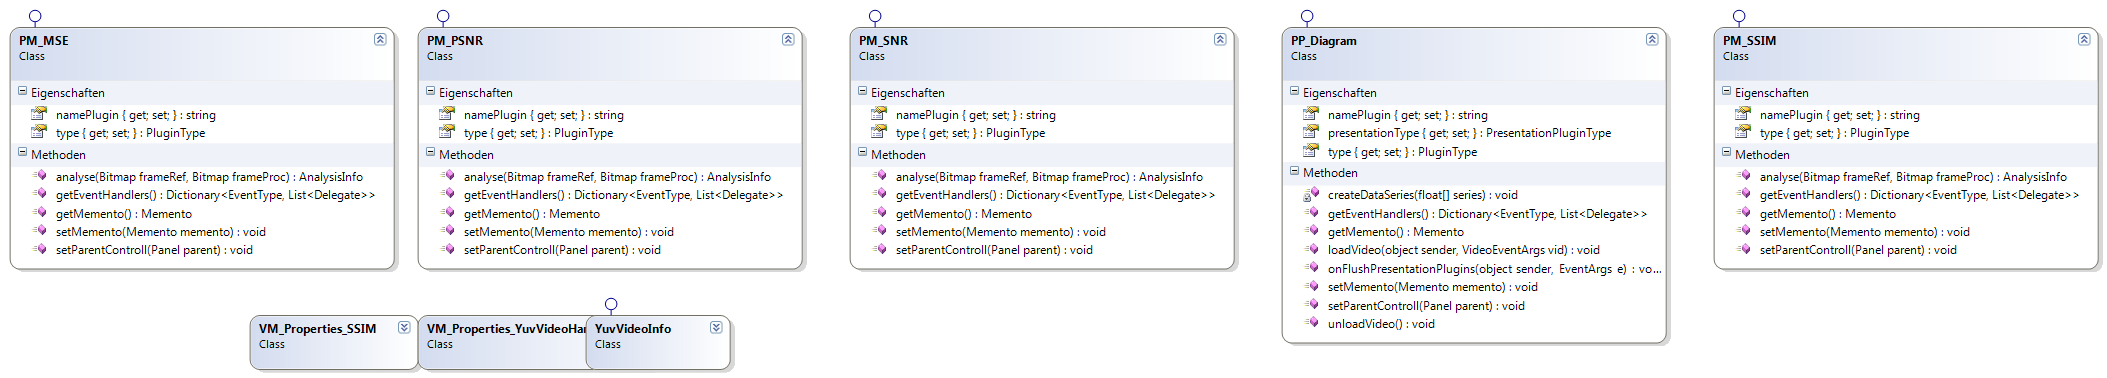 PM_MSE
Class
Eigenschaften
namePlugin { get; set; } : string
type { get; set; } : PluginType
Methoden
analyse(Bitmap frameRef, Bitmap frameProc) : AnalysisInfo
getEventHandlers() : Dictionary<EventType, List<Delegate>>
getMemento() : Memento
setMemento(Memento memento) : void
setParentControll(Panel parent) : void
PM_PSNR
Class
Eigenschaften
namePlugin { get; set; } : string
type { get; set; } : PluginType
Methoden
analyse(Bitmap frameRef, Bitmap frameProc) : AnalysisInfo
getEventHandlers() : Dictionary<EventType, List<Delegate>>
getMemento() : Memento
setMemento(Memento memento) : void
setParentControll(Panel parent) : void
PM_SNR
Class
Eigenschaften
namePlugin { get; set; } : string
type { get; set; } : PluginType
Methoden
analyse(Bitmap frameRef, Bitmap frameProc) : AnalysisInfo
getEventHandlers() : Dictionary<EventType, List<Delegate>>
getMemento() : Memento
setMemento(Memento memento) : void
setParentControll(Panel parent) : void
PP_Diagram
Class
Eigenschaften
namePlugin { get; set; } : string
presentationType { get; set; } : PresentationPluginType
type { get; set; } : PluginType
Methoden
createDataSeries(float[] series) : void
getEventHandlers() : Dictionary<EventType, List<Delegate>>
getMemento() : Memento
loadVideo(object sender, VideoEventArgs vid) : void
onFlushPresentationPlugins(object sender, EventArgs e) : vo...
setMemento(Memento memento) : void
setParentControll(Panel parent) : void
unloadVideo() : void
PM_SSIM
Class
Eigenschaften
namePlugin { get; set; } : string
type { get; set; } : PluginType
Methoden
analyse(Bitmap frameRef, Bitmap frameProc) : AnalysisInfo
getEventHandlers() : Dictionary<EventType, List<Delegate>>
getMemento() : Memento
setMemento(Memento memento) : void
setParentControll(Panel parent) : void
VM_Properties_SSIM
Class
VM_Properties_YuvVideoHan
Class
YuvVideoInfo
Class